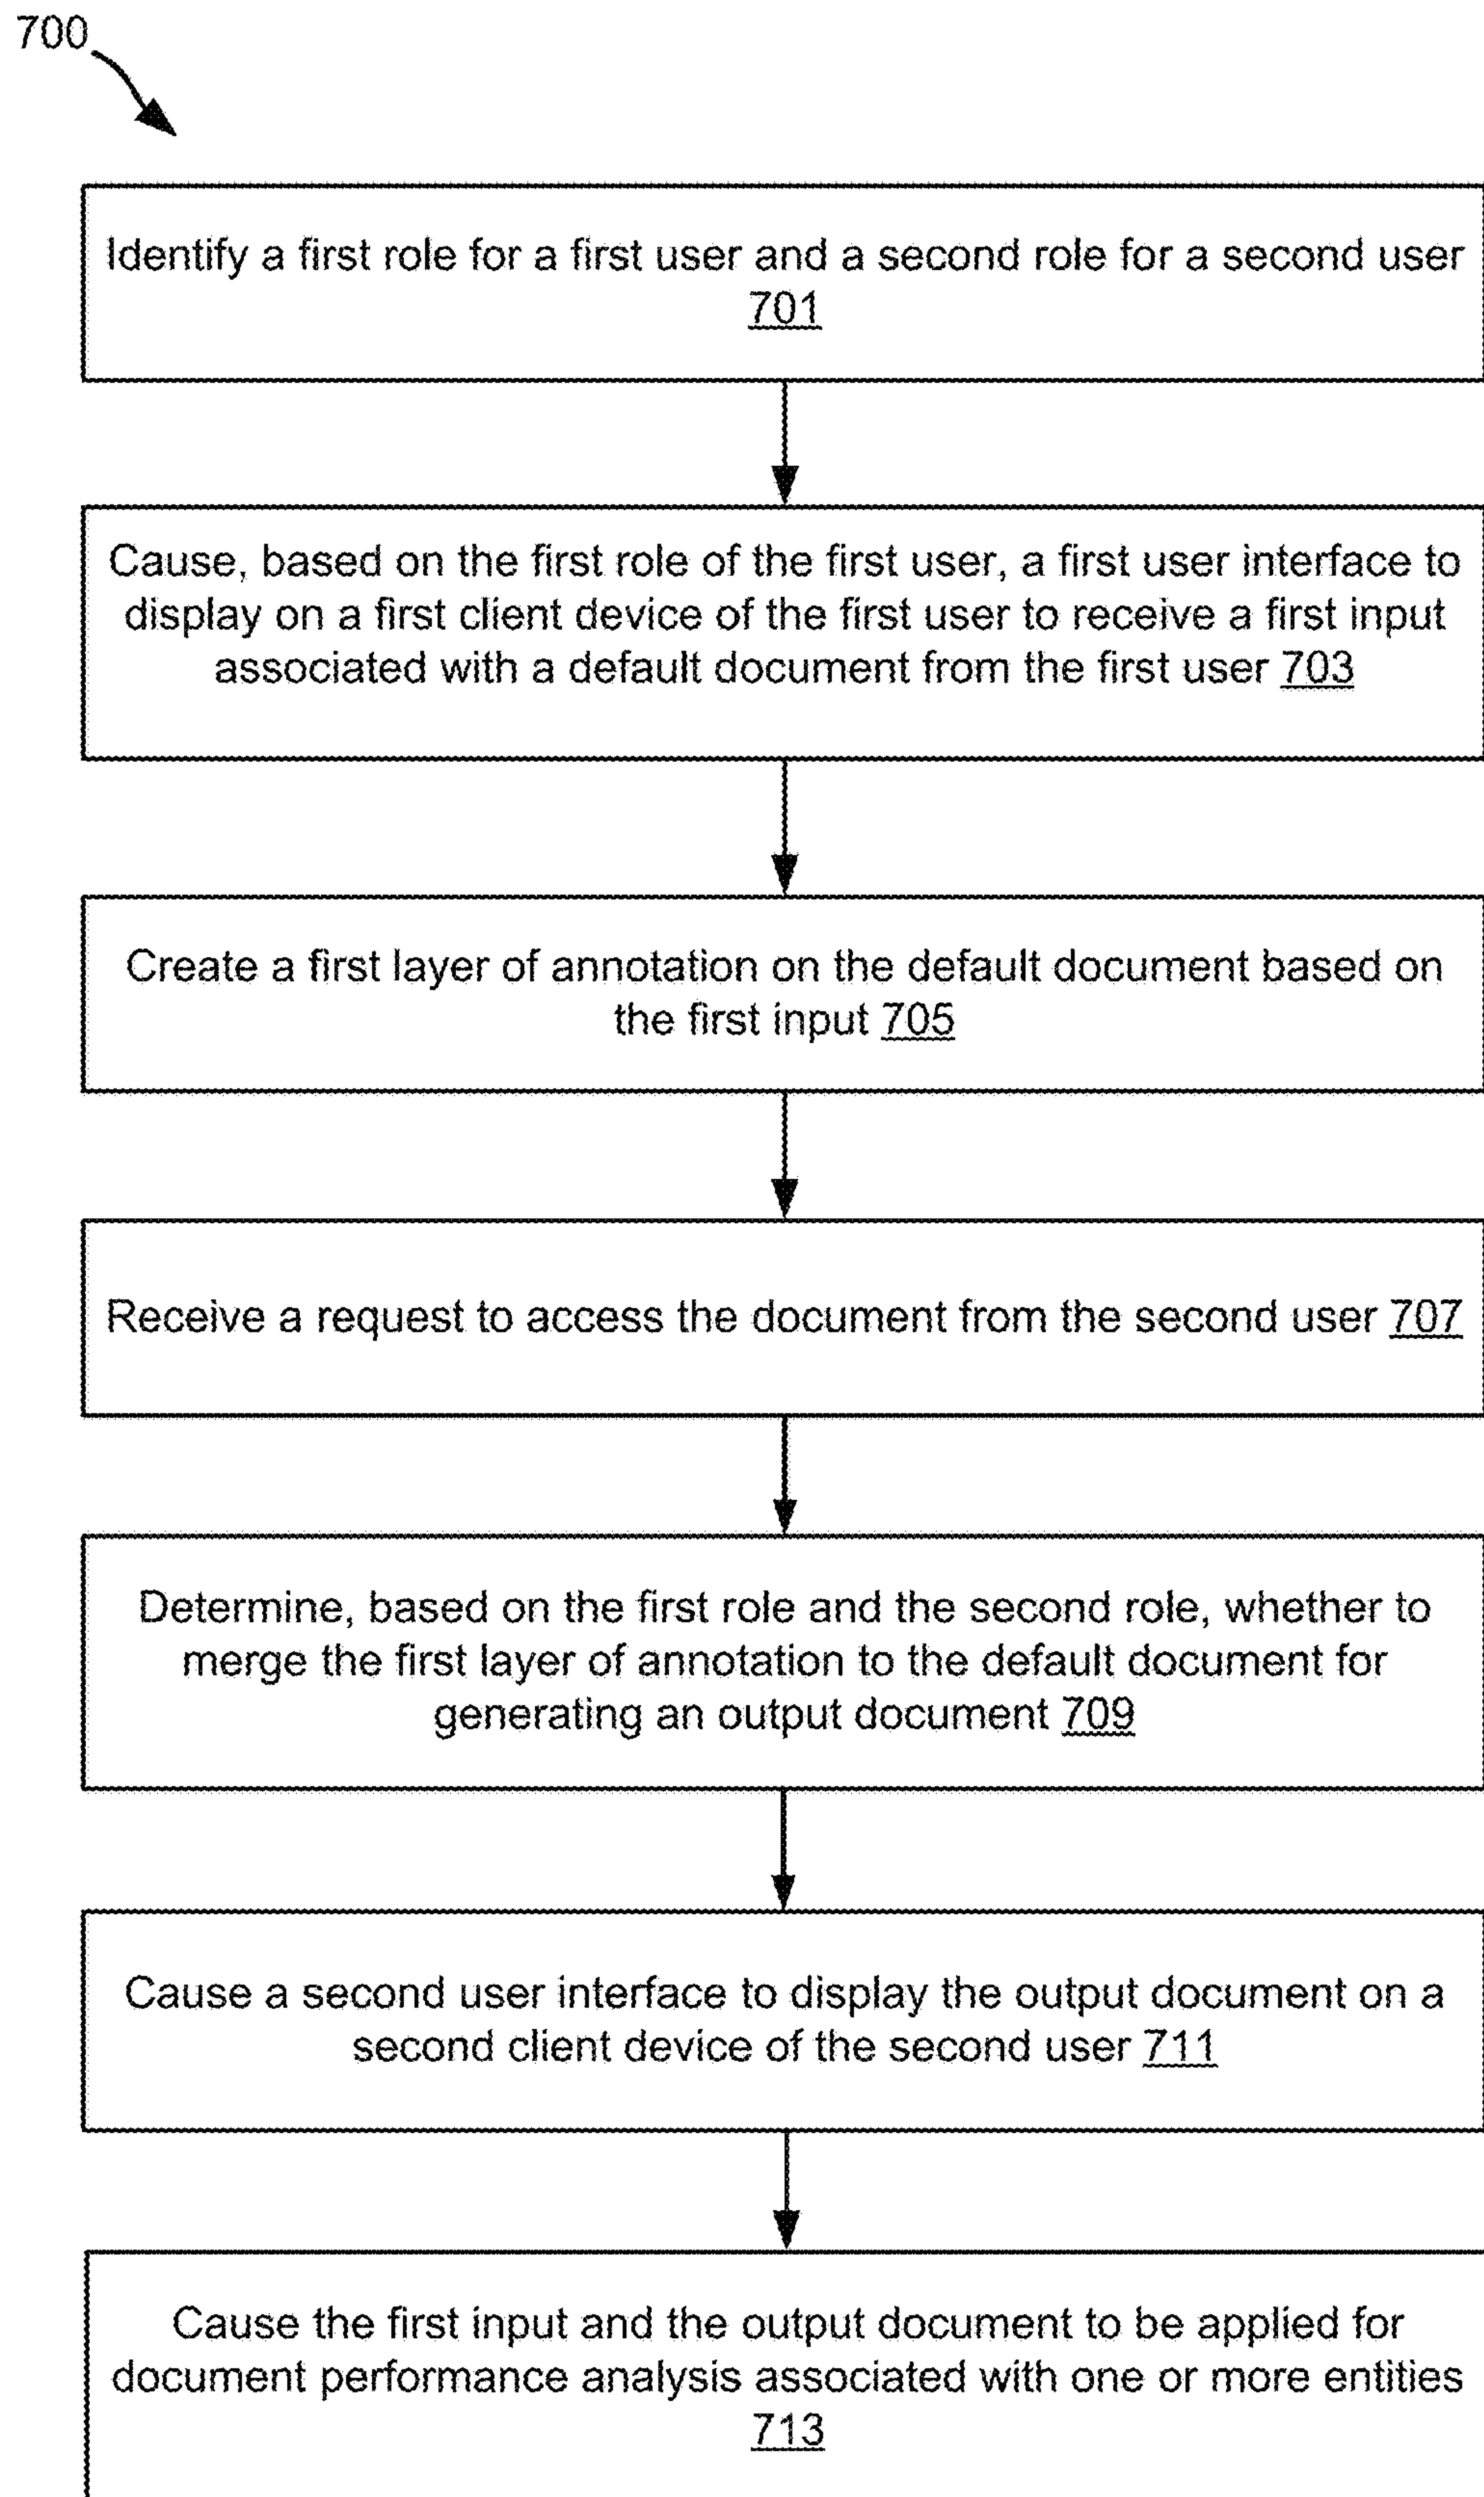 700
Identify a first role for a first user and a second role for a second user
701
Cause, based on the first role of the first user, a first user interface to
display on a first client device of the first user to receive a first input
associated with a default document from the first user 703
Create a first layer of annotation on the default document based on
the first input 705
Receive a request to access the document from the second user 707
Determine, based on the first role and the second role, whether to
merge the first layer of annotation to the default document for
generating an output document 709
Cause a second user interface to display the output document on a
second client device of the second user 711
Cause the first input and the output document to be applied for
document performance analysis associated with one or more entities
713